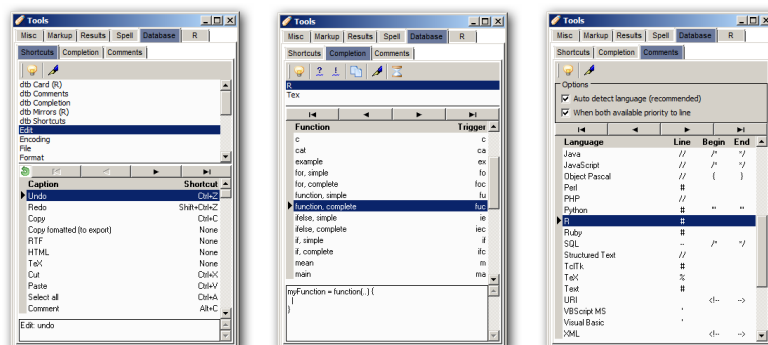 Tools
Misc Markup Results Spell Database R
Shortcuts Completion Comments
dtb Card (R)
dtb Comments
dtb Completion
dtb Mirrors (R)
dtb Shortcuts
Edit
Encoding
File
Format
Caption Shortcut
Undo Ctrl+Z
Redo Shift+Ctrl+Z
Copy Ctrl+C
Copy fomatted (to export) None
RTF None
HTML None
TeX None
Cut Ctrl+X
Paste Ctrl+V
Select all Ctrl+A
Comment Alt+C
Edit: undo
Tools
Misc Markup Results Spell Database R
Shortcuts Completion Comments
R
Tex
Function Trigger
c c
cat ca
example ex
for, simple fo
for, complete foc
function, simple fu
function, complete fuc
ifelse, simple ie
ifelse, complete iec
if, simple if
if, complete ifc
mean m
main ma
myFunction = function(..) {
|
}
Tools
Misc Markup Results Spell Database R
Shortcuts Completion Comments
Options
Auto detect language (recommended)
When both available priority to line
Language Line Begin End
Java // /* */
JavaScript // /* */
Object Pascal // { }
Perl #
PHP //
Python # ''' '''
R #
Ruby #
SQL -- /* */
Structured Text //
TclTk #
TeX %
Text #
URI <!-- -->
VBScript MS '
Visual Basic '
XML <!-- -->